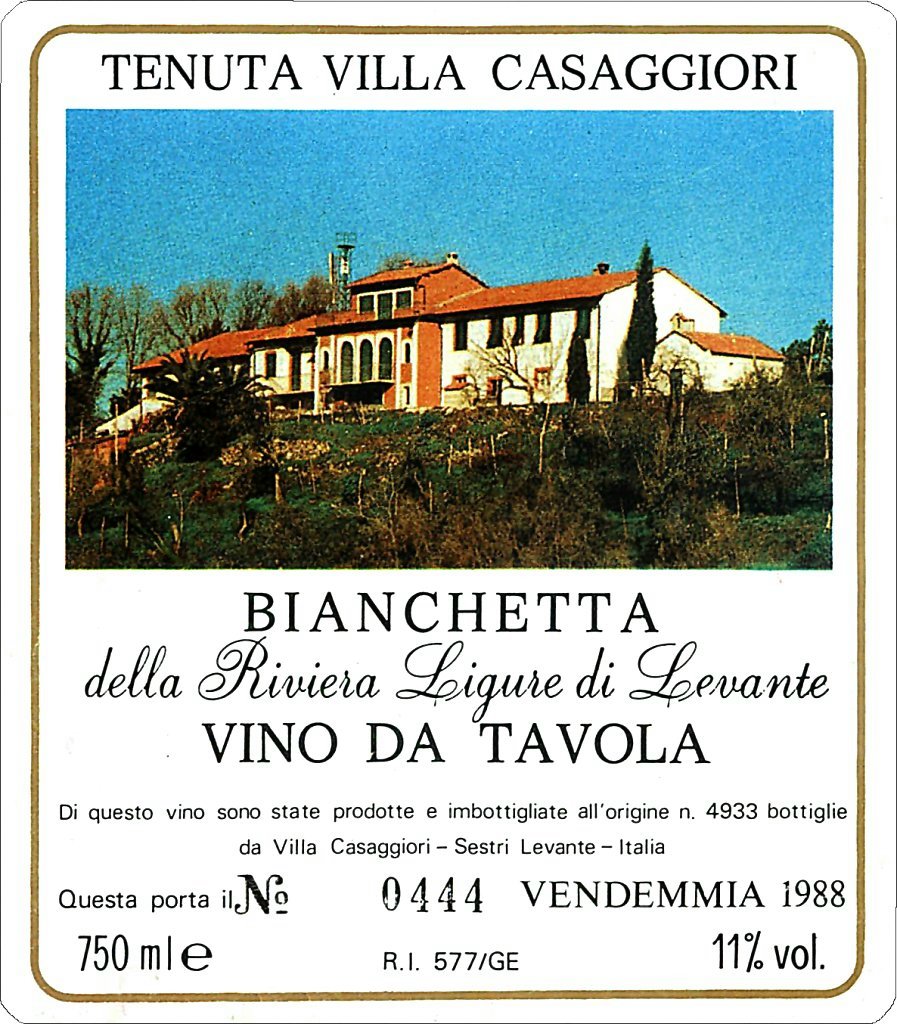 TENUTA VILLA CASAGGIORI
BIANCHETTA
della Riviera Ligure di Levante
VINO DA TAVOLA
Di questo vino sono state prodotte e imbottigliate all'origine n. 4933 bottiglie
da Villa Casaggiori – Sestri Levante – Italia
Questa porta il No 0444 VENDEMMIA 1988
750 ml e R.I. 577/GE 11% vol.